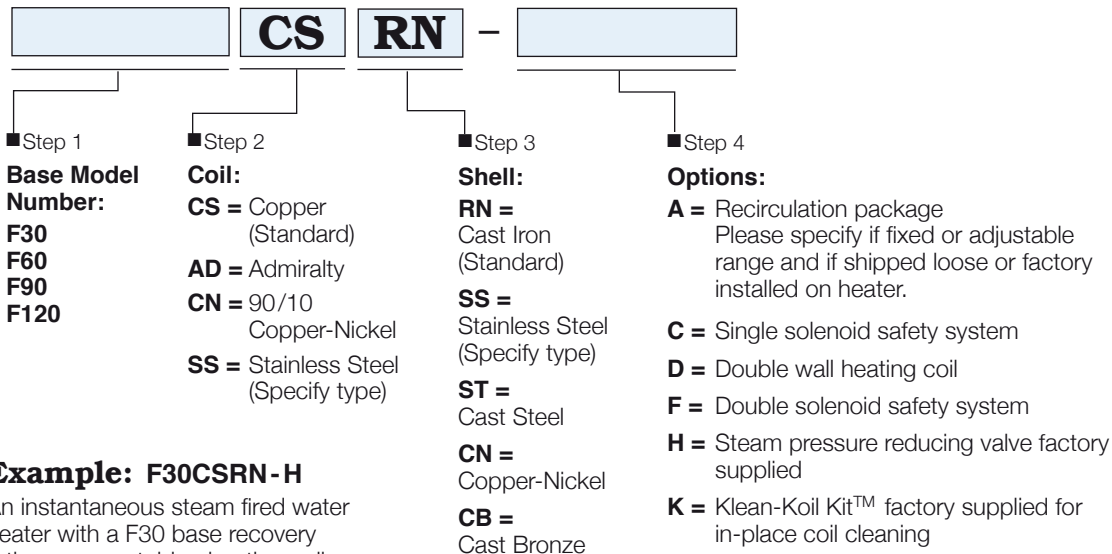 CS RN –
■ Step 1
Base Model
Number:
F30
F60
F90
F120
■ Step 2
Coil:
CS = Copper
(Standard)
AD = Admiralty
CN = 90/10
Copper-Nickel
SS = Stainless Steel
(Specify type)
■ Step 3
Shell:
RN =
Cast Iron
(Standard)
SS =
Stainless Steel
(Specify type)
ST =
Cast Steel
CN =
Copper-Nickel
CB =
Cast Bronze
■ Step 4
Options:
A = Recirculation package
Please specify if fixed or adjustable
range and if shipped loose or factory
installed on heater.
C = Single solenoid safety system
D = Double wall heating coil
F = Double solenoid safety system
H = Steam pressure reducing valve factory
supplied
K = Klean-Koil Kit™ factory supplied for
in-place coil cleaning
Example: F30CSRN-H
An instantaneous steam fired water
heater with a F30 base recovery